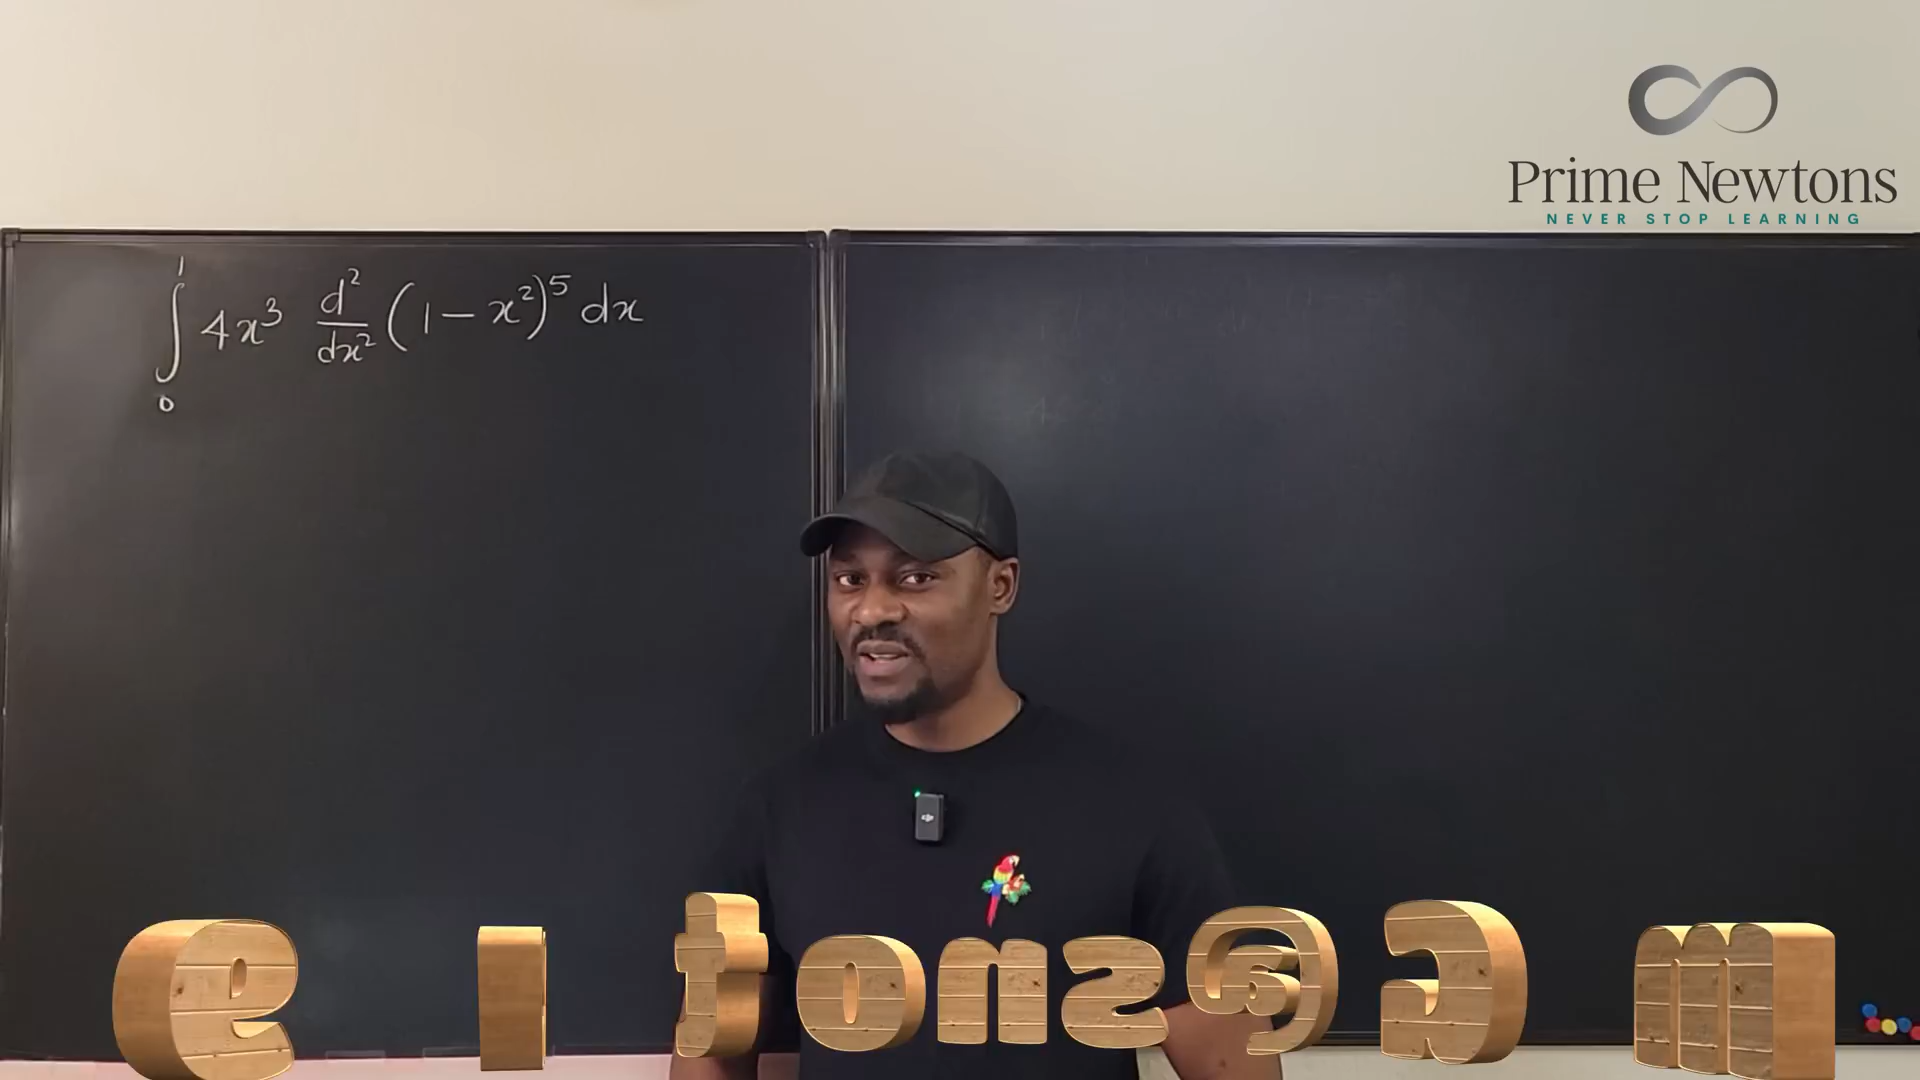 Prime Newtons
NEVER STOP LEARNING
∫₀¹ 4x³ d²/dx² (1 − x²)⁵ dx